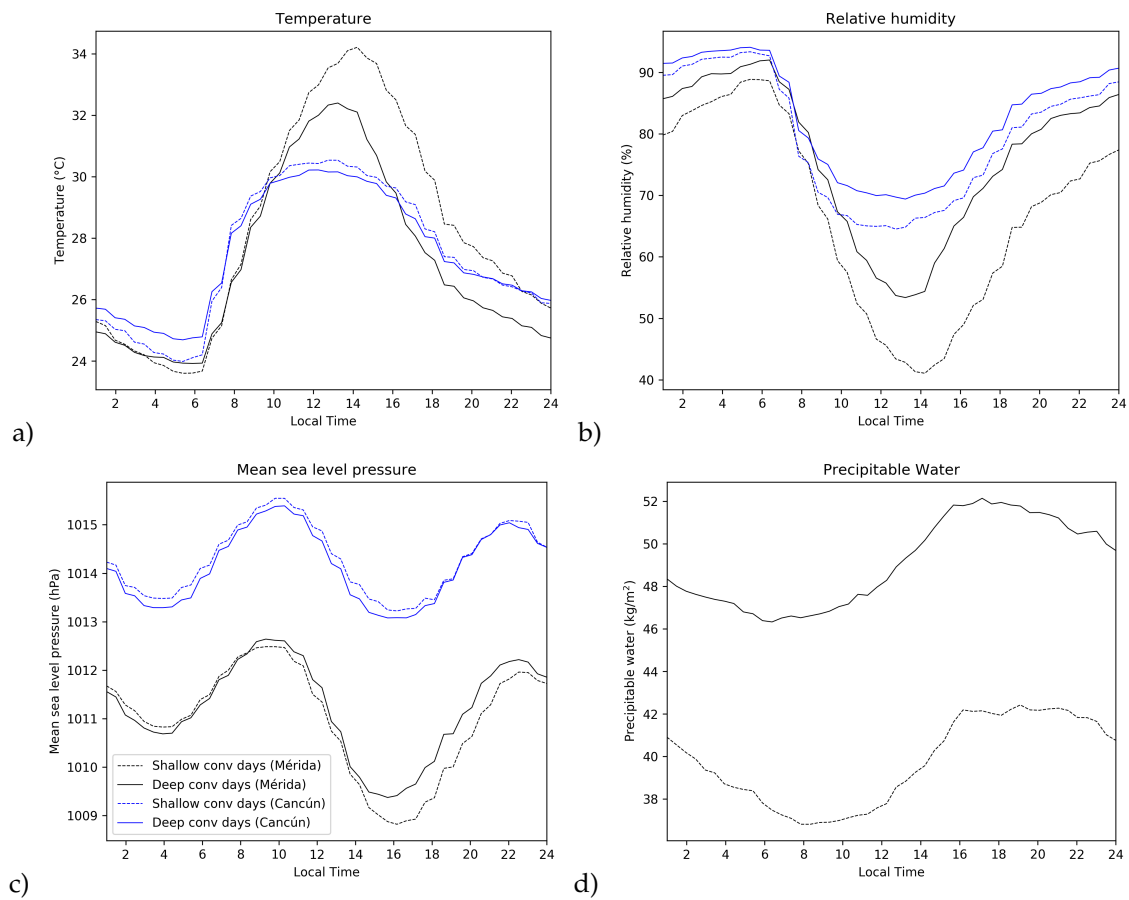 Temperature
34
32
30
28
26
24
Temperature (°C)
2 4 6 8 10 12 14 16 18 20 22 24
Local Time
a)
Relative humidity
90
80
70
60
50
40
Relative humidity (%)
2 4 6 8 10 12 14 16 18 20 22 24
Local Time
b)
Mean sea level pressure
1015
1014
1013
1012
1011
1010
1009
Mean sea level pressure (hPa)
Shallow conv days (Mérida)
Deep conv days (Mérida)
Shallow conv days (Cancún)
Deep conv days (Cancún)
2 4 6 8 10 12 14 16 18 20 22 24
Local Time
c)
Precipitable Water
52
50
48
46
44
42
40
38
Precipitable water (kg/m²)
2 4 6 8 10 12 14 16 18 20 22 24
Local Time
d)